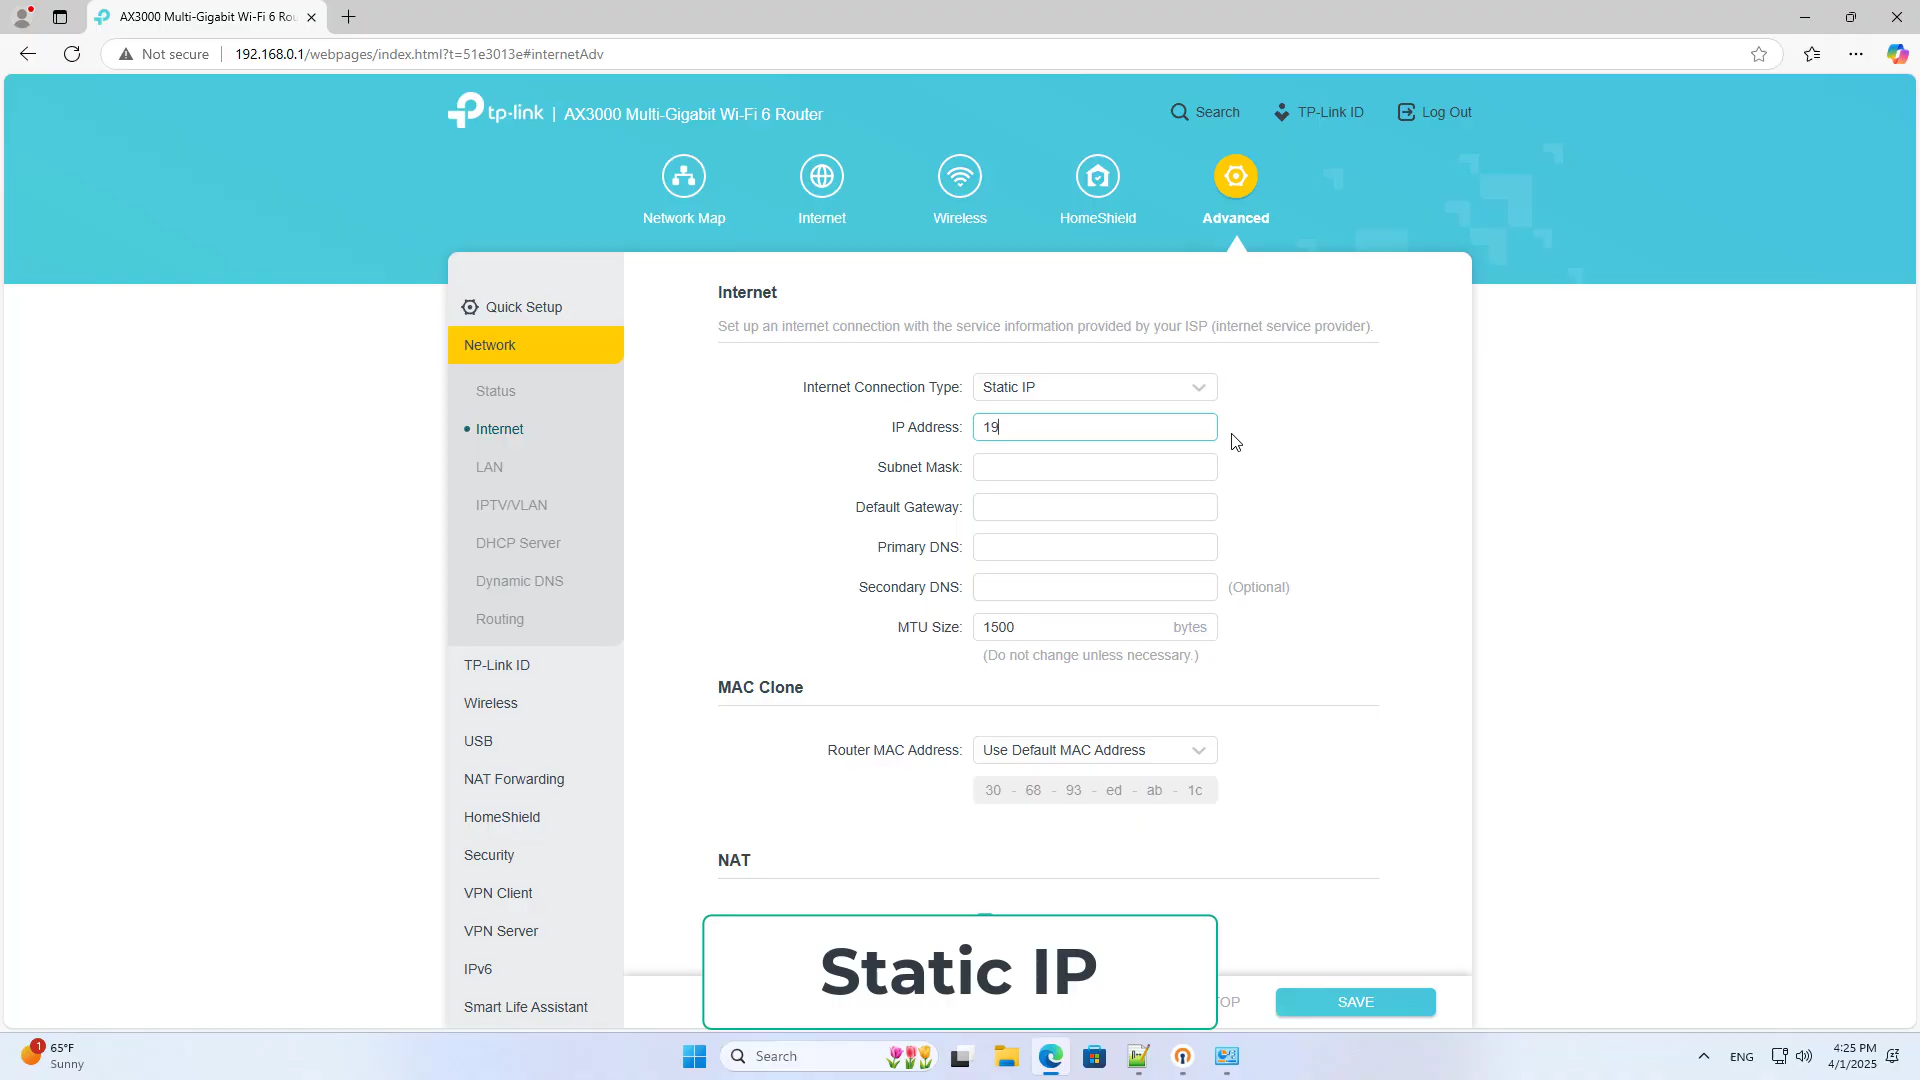 AX3000 Multi-Gigabit Wi-Fi 6 Rou
Not secure
192.168.0.1/webpages/index.html?t=51e3013e#internetAdv
tp-link | AX3000 Multi-Gigabit Wi-Fi 6 Router
Search
TP-Link ID
Log Out
Network Map
Internet
Wireless
HomeShield
Advanced
Quick Setup
Network
Status
Internet
LAN
IPTV/VLAN
DHCP Server
Dynamic DNS
Routing
TP-Link ID
Wireless
USB
NAT Forwarding
HomeShield
Security
VPN Client
VPN Server
IPv6
Smart Life Assistant
Internet
Set up an internet connection with the service information provided by your ISP (internet service provider).
Internet Connection Type: Static IP
IP Address: 19
Subnet Mask:
Default Gateway:
Primary DNS:
Secondary DNS: (Optional)
MTU Size: 1500 bytes
(Do not change unless necessary.)
MAC Clone
Router MAC Address: Use Default MAC Address
30 - 68 - 93 - ed - ab - 1c
NAT
Static IP
SAVE
1
65°F
Sunny
Search
ENG
4:25 PM
4/1/2025